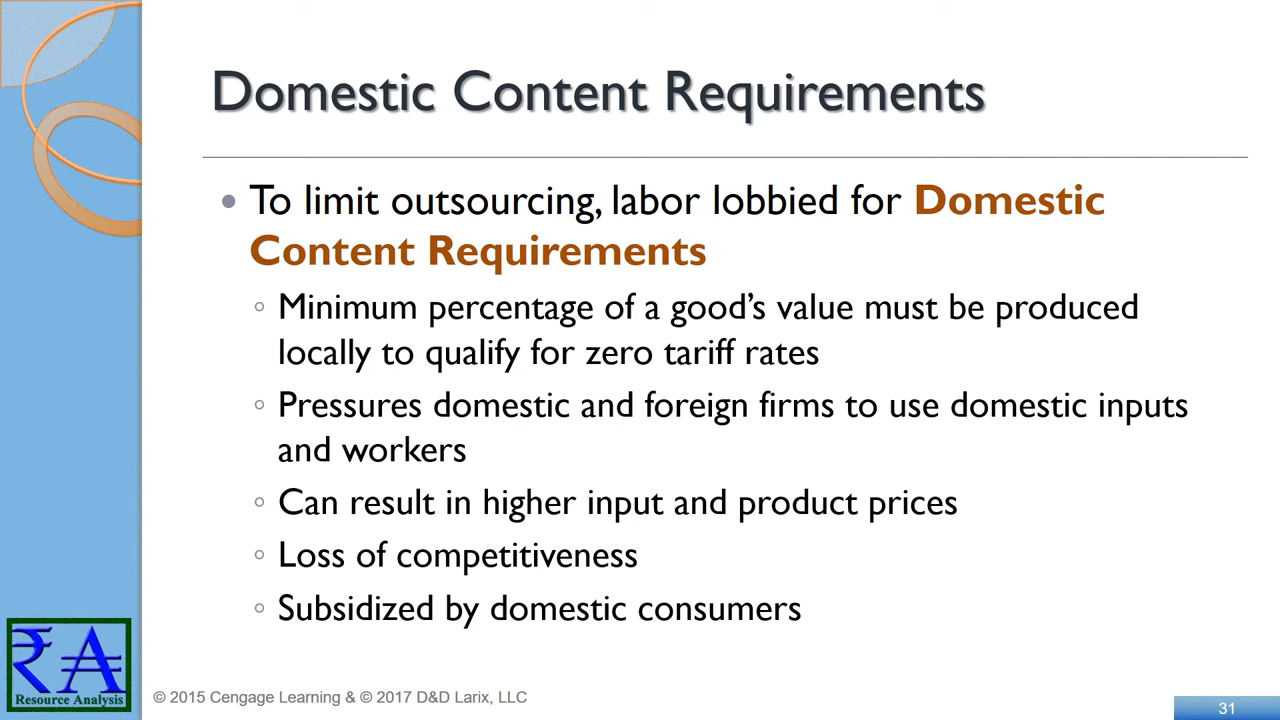 Domestic Content Requirements
• To limit outsourcing, labor lobbied for Domestic
Content Requirements
◦ Minimum percentage of a good’s value must be produced
locally to qualify for zero tariff rates
◦ Pressures domestic and foreign firms to use domestic inputs
and workers
◦ Can result in higher input and product prices
◦ Loss of competitiveness
◦ Subsidized by domestic consumers
₹A
Resource Analysis
© 2015 Cengage Learning & © 2017 D&D Larix, LLC
31